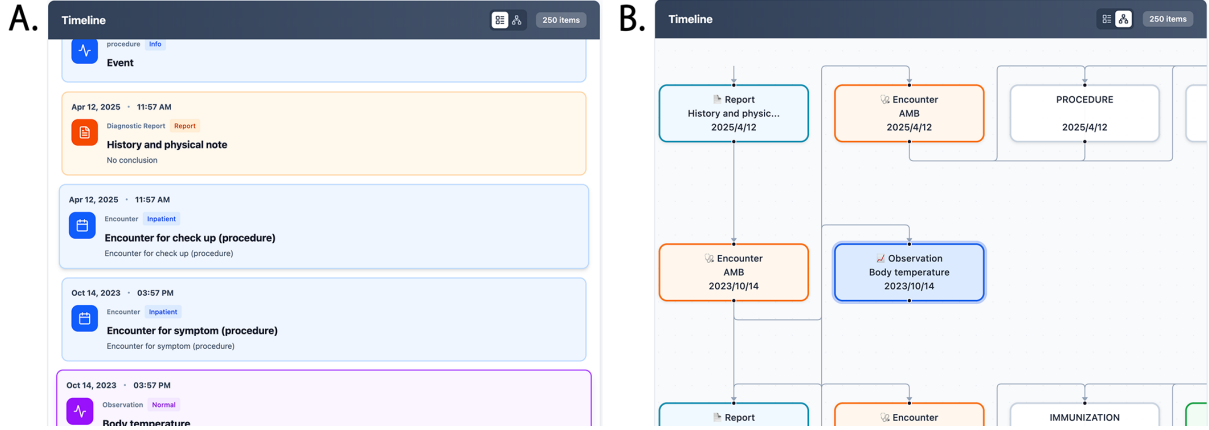 A.
Timeline
250 items
procedure Info
Event
Apr 12, 2025 • 11:57 AM
Diagnostic Report Report
History and physical note
No conclusion
Apr 12, 2025 • 11:57 AM
Encounter Inpatient
Encounter for check up (procedure)
Encounter for check up (procedure)
Oct 14, 2023 • 03:57 PM
Encounter Inpatient
Encounter for symptom (procedure)
Encounter for symptom (procedure)
Oct 14, 2023 • 03:57 PM
Observation Normal
Body temperature
B.
Timeline
250 items
Report
History and physic...
2025/4/12
Encounter
AMB
2025/4/12
PROCEDURE
2025/4/12
Encounter
AMB
2023/10/14
Observation
Body temperature
2023/10/14
Report
Encounter
IMMUNIZATION